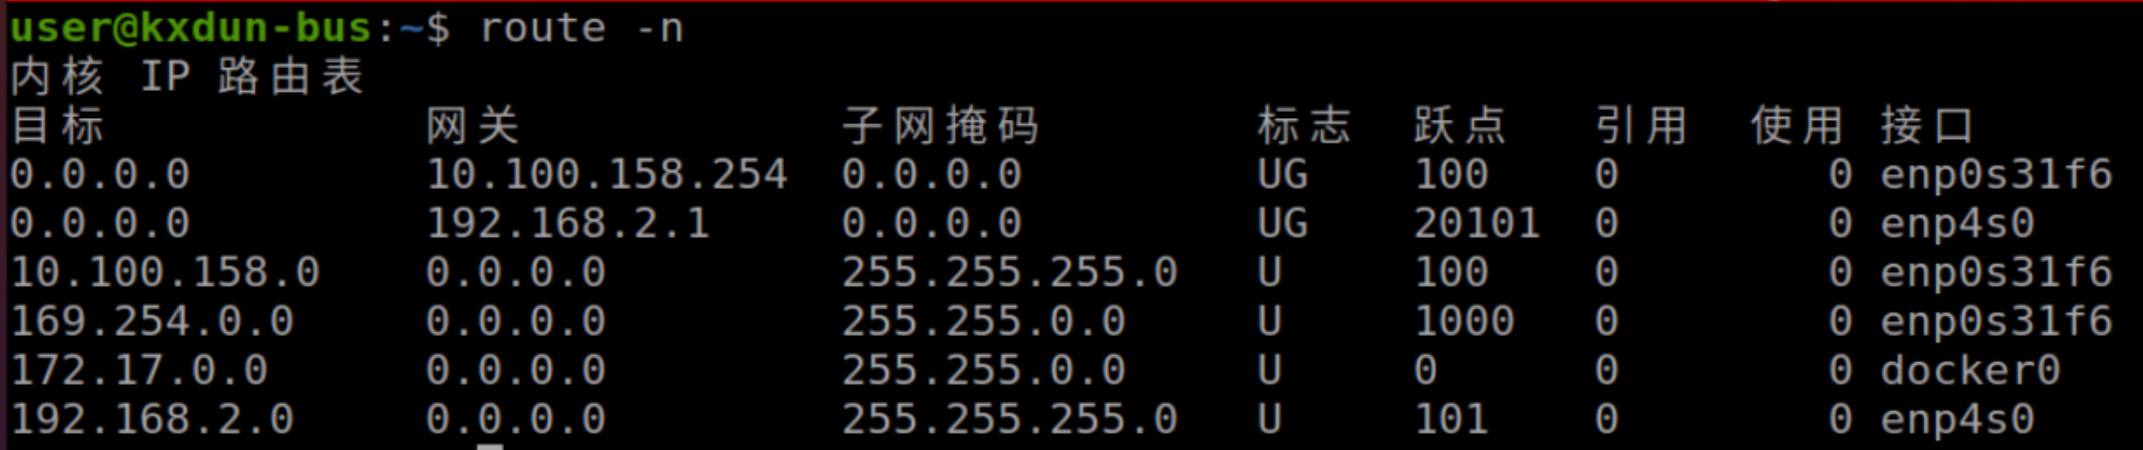 user@kxdun-bus:~$ route -n
内核 IP 路由表
目标 网关 子网掩码 标志 跃点 引用 使用 接口
0.0.0.0 10.100.158.254 0.0.0.0 UG 100 0 0 enp0s31f6
0.0.0.0 192.168.2.1 0.0.0.0 UG 20101 0 0 enp4s0
10.100.158.0 0.0.0.0 255.255.255.0 U 100 0 0 enp0s31f6
169.254.0.0 0.0.0.0 255.255.0.0 U 1000 0 0 enp0s31f6
172.17.0.0 0.0.0.0 255.255.0.0 U 0 0 0 docker0
192.168.2.0 0.0.0.0 255.255.255.0 U 101 0 0 enp4s0